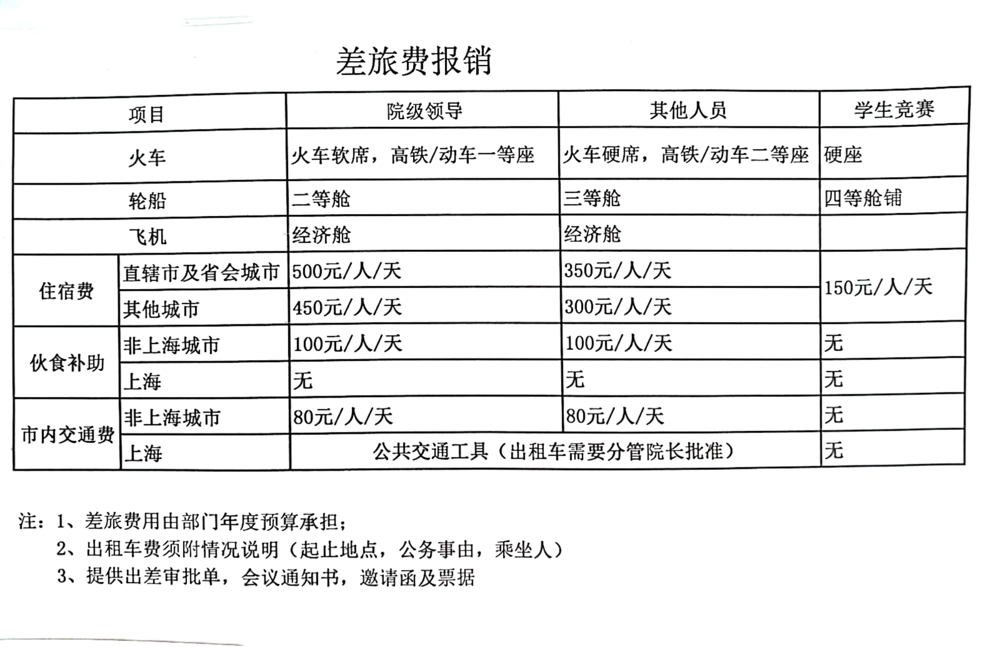 差旅费报销
项目 院级领导 其他人员 学生竞赛
火车 火车软席，高铁/动车一等座 火车硬席，高铁/动车二等座 硬座
轮船 二等舱 三等舱 四等舱铺
飞机 经济舱 经济舱
住宿费 直辖市及省会城市 500元/人/天 350元/人/天 150元/人/天
其他城市 450元/人/天 300元/人/天
伙食补助 非上海城市 100元/人/天 100元/人/天 无
上海 无 无 无
市内交通费 非上海城市 80元/人/天 80元/人/天 无
上海 公共交通工具（出租车需要分管院长批准） 无
注：1、差旅费用由部门年度预算承担；
2、出租车费须附情况说明（起止地点，公务事由，乘坐人）
3、提供出差审批单，会议通知书，邀请函及票据